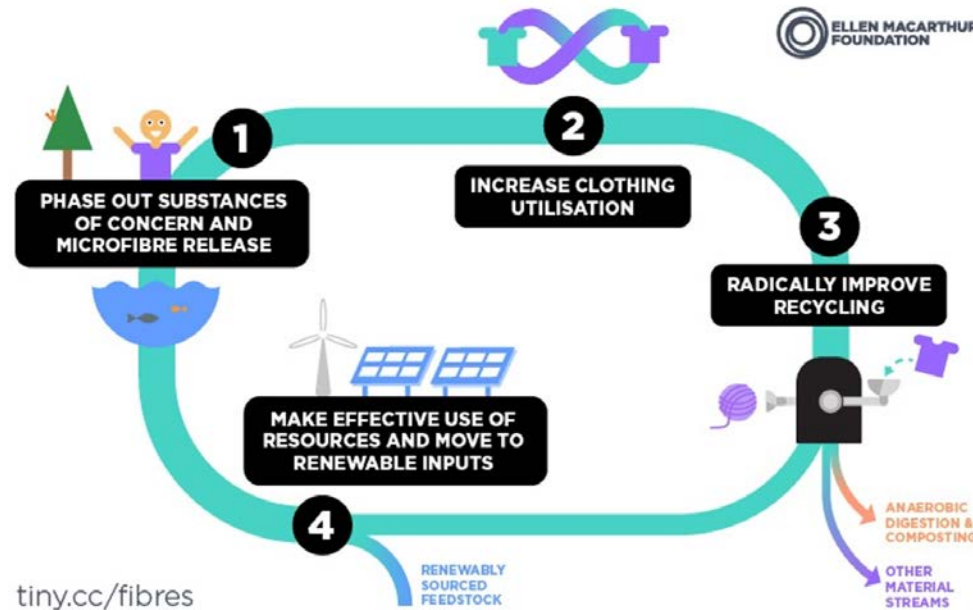 ELLEN MACARTHUR
FOUNDATION
1
PHASE OUT SUBSTANCES
OF CONCERN AND
MICROFIBRE RELEASE
2
INCREASE CLOTHING
UTILISATION
3
RADICALLY IMPROVE
RECYCLING
MAKE EFFECTIVE USE OF
RESOURCES AND MOVE TO
RENEWABLE INPUTS
4
RENEWABLY
SOURCED
FEEDSTOCK
ANAEROBIC
DIGESTION &
COMPOSTING
OTHER
MATERIAL
STREAMS
tiny.cc/fibres